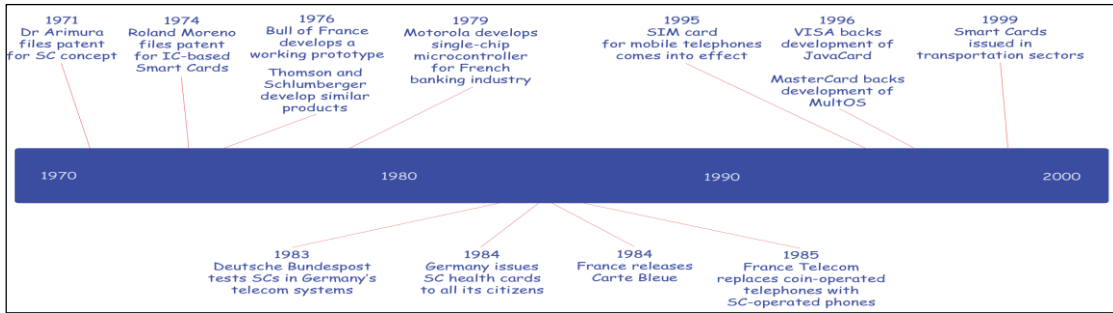 1971
Dr Arimura
files patent
for SC concept
1974
Roland Moreno
files patent
for IC-based
Smart Cards
1976
Bull of France
develops a
working prototype
Thomson and
Schlumberger
develop similar
products
1979
Motorola develops
single-chip
microcontroller
for French
banking industry
1995
SIM card
for mobile telephones
comes into effect
1996
VISA backs
development of
JavaCard
MasterCard backs
development of
MultOS
1999
Smart Cards
issued in
transportation sectors
1970
1980
1990
2000
1983
Deutsche Bundespost
tests SCs in Germany's
telecom systems
1984
Germany issues
SC health cards
to all its citizens
1984
France releases
Carte Bleue
1985
France Telecom
replaces coin-operated
telephones with
SC-operated phones